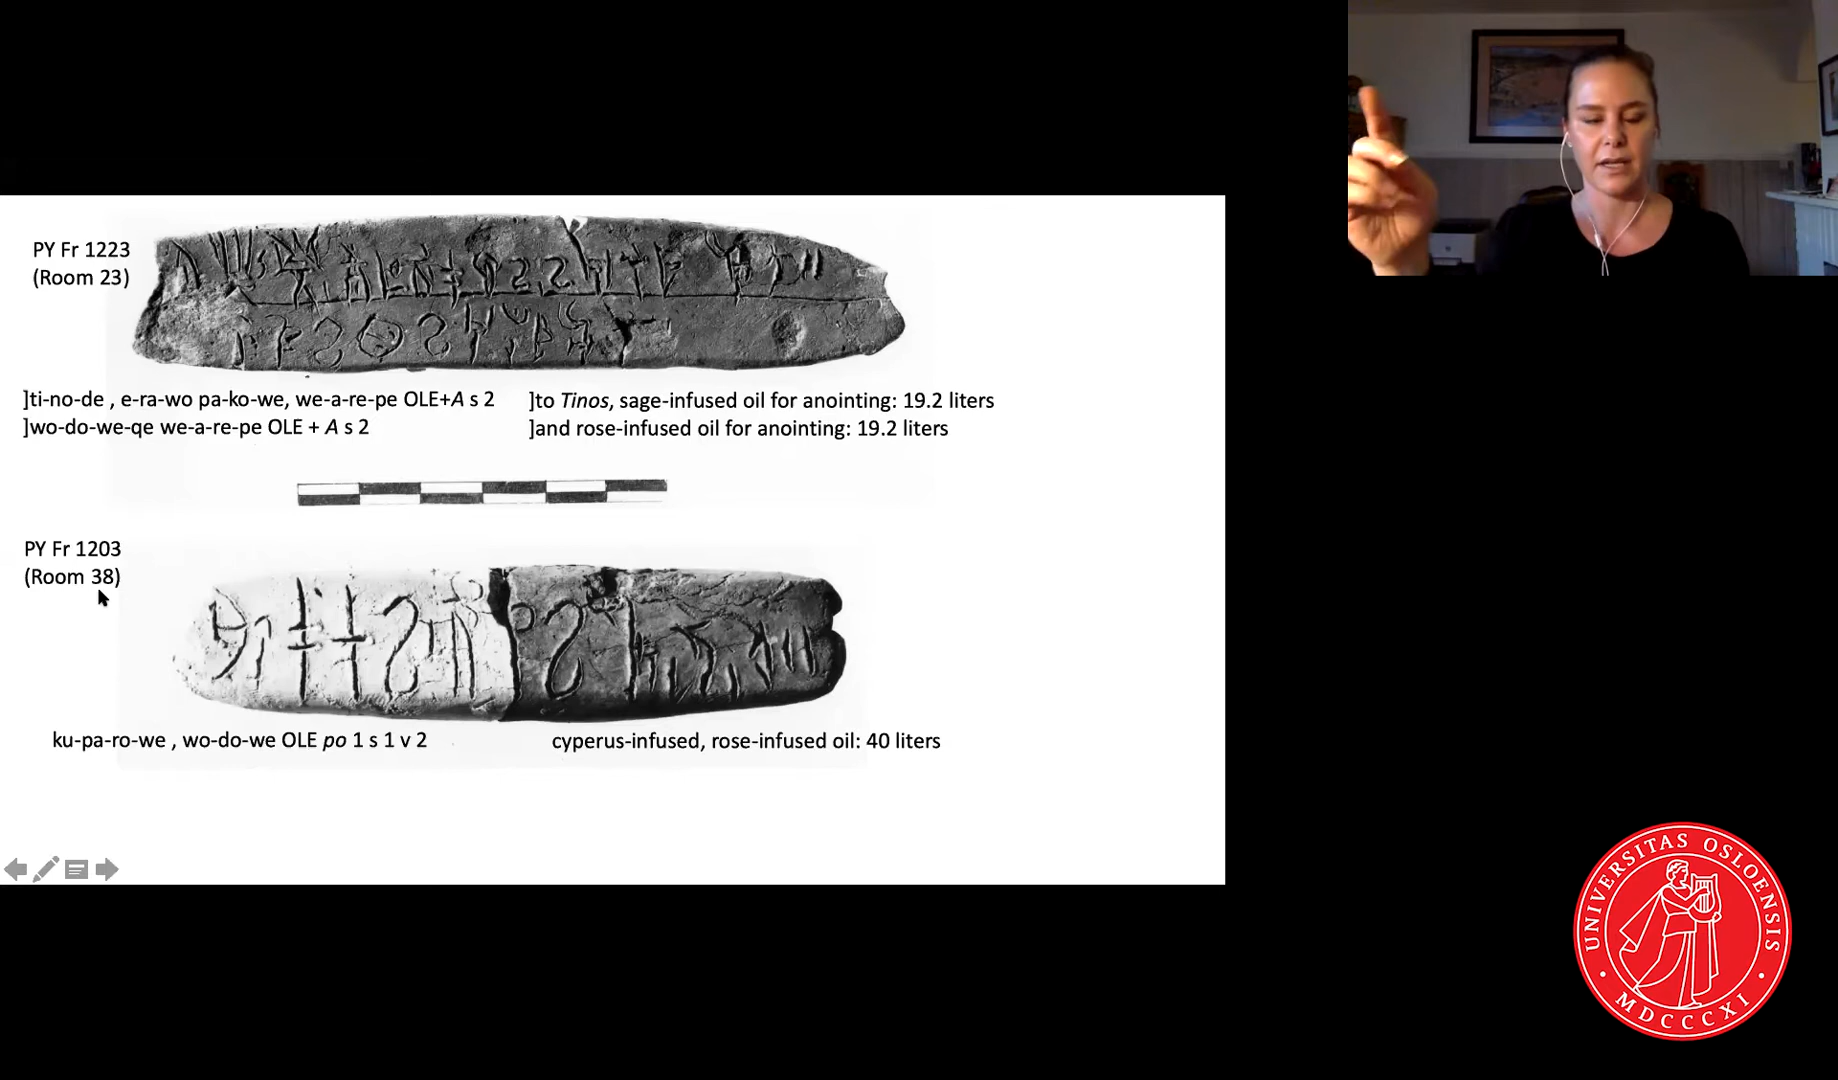 PY Fr 1223
(Room 23)
]ti-no-de , e-ra-wo pa-ko-we, we-a-re-pe OLE+A s 2
]wo-do-we-qe we-a-re-pe OLE + A s 2
]to Tinos, sage-infused oil for anointing: 19.2 liters
]and rose-infused oil for anointing: 19.2 liters
PY Fr 1203
(Room 38)
ku-pa-ro-we , wo-do-we OLE po 1 s 1 v 2
cyperus-infused, rose-infused oil: 40 liters
UNIVERSITAS OSLOENSIS
MDCCCXI